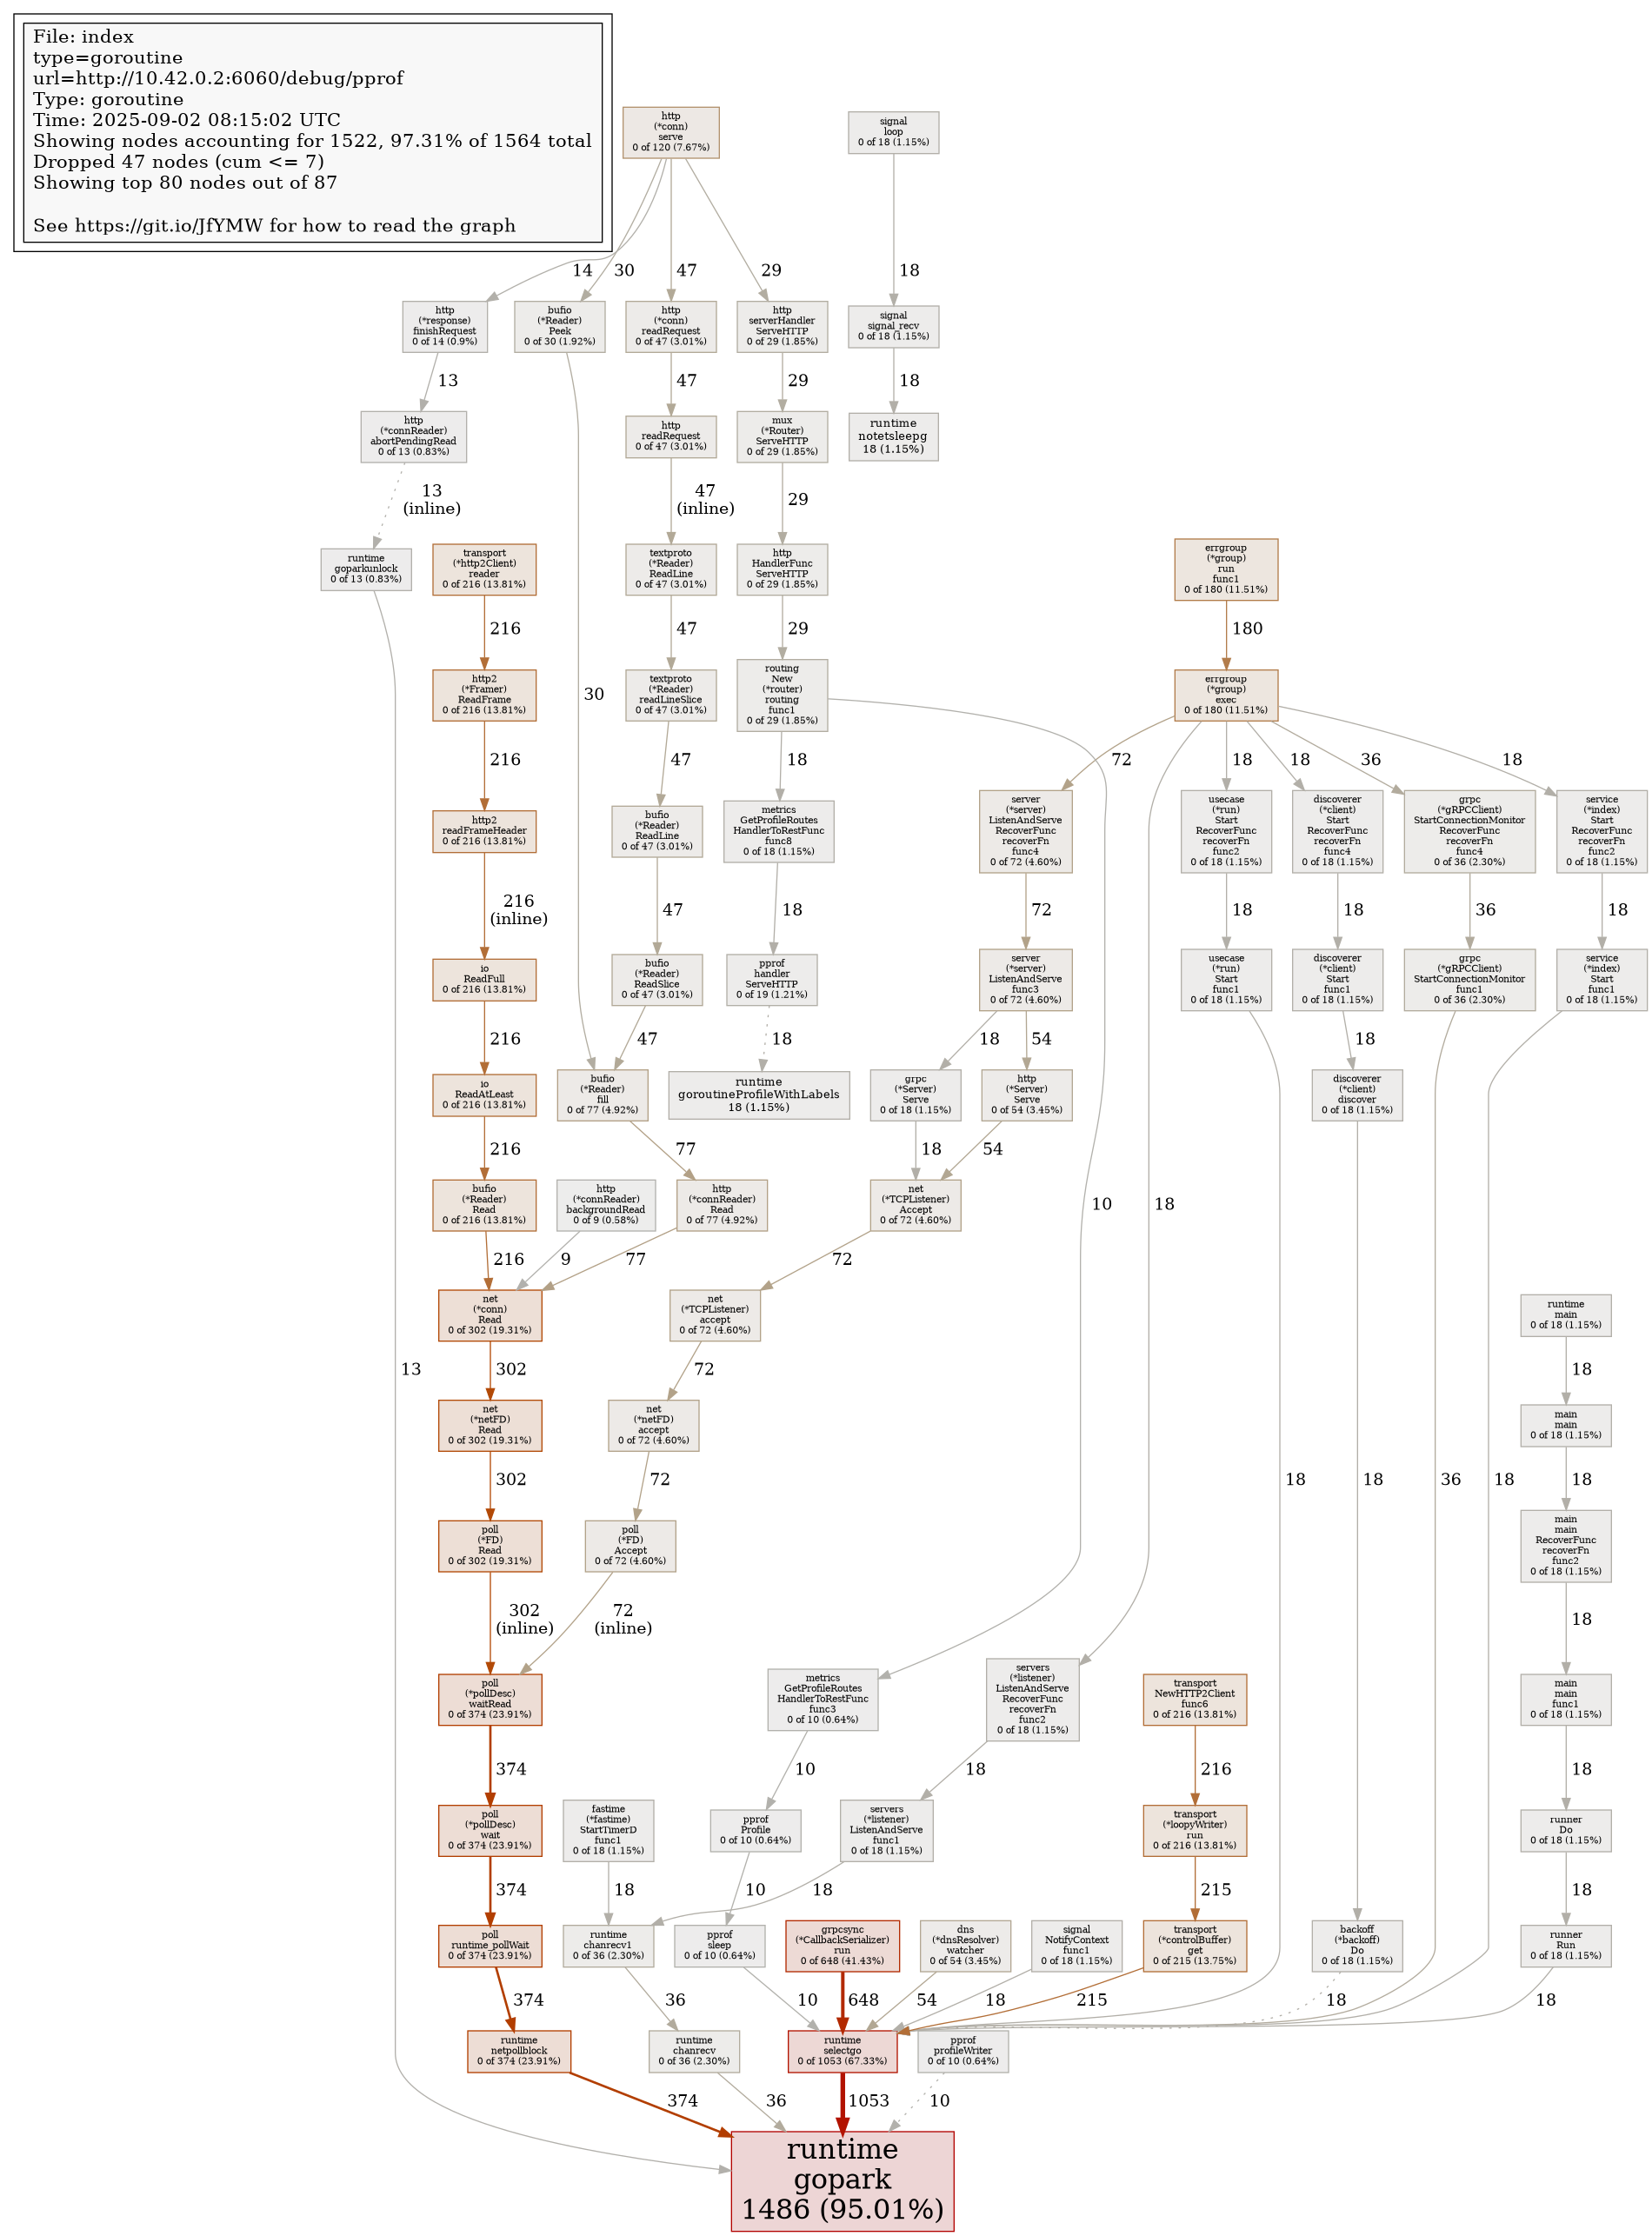 File: index
type=goroutine
url=http://10.42.0.2:6060/debug/pprof
Type: goroutine
Time: 2025-09-02 08:15:02 UTC
Showing nodes accounting for 1522, 97.31% of 1564 total
Dropped 47 nodes (cum <= 7)
Showing top 80 nodes out of 87
See https://git.io/JfYMW for how to read the graph
http
(*conn)
serve
0 of 120 (7.67%)
signal
loop
0 of 18 (1.15%)
14
30
47
29
18
http
(*response)
finishRequest
0 of 14 (0.9%)
bufio
(*Reader)
Peek
0 of 30 (1.92%)
http
(*conn)
readRequest
0 of 47 (3.01%)
http
serverHandler
ServeHTTP
0 of 29 (1.85%)
signal
signal_recv
0 of 18 (1.15%)
13
47
29
18
http
(*connReader)
abortPendingRead
0 of 13 (0.83%)
http
readRequest
0 of 47 (3.01%)
mux
(*Router)
ServeHTTP
0 of 29 (1.85%)
runtime
notetsleepg
18 (1.15%)
13
(inline)
47
(inline)
29
runtime
goparkunlock
0 of 13 (0.83%)
transport
(*http2Client)
reader
0 of 216 (13.81%)
textproto
(*Reader)
ReadLine
0 of 47 (3.01%)
http
HandlerFunc
ServeHTTP
0 of 29 (1.85%)
errgroup
(*group)
run
func1
0 of 180 (11.51%)
216
47
29
180
http2
(*Framer)
ReadFrame
0 of 216 (13.81%)
30
textproto
(*Reader)
readLineSlice
0 of 47 (3.01%)
routing
New
(*router)
routing
func1
0 of 29 (1.85%)
errgroup
(*group)
exec
0 of 180 (11.51%)
216
47
18
72
18
18
36
18
http2
readFrameHeader
0 of 216 (13.81%)
bufio
(*Reader)
ReadLine
0 of 47 (3.01%)
metrics
GetProfileRoutes
HandlerToRestFunc
func8
0 of 18 (1.15%)
server
(*server)
ListenAndServe
RecoverFunc
recoverFn
func4
0 of 72 (4.60%)
usecase
(*run)
Start
RecoverFunc
recoverFn
func2
0 of 18 (1.15%)
discoverer
(*client)
Start
RecoverFunc
recoverFn
func4
0 of 18 (1.15%)
grpc
(*gRPCClient)
StartConnectionMonitor
RecoverFunc
recoverFn
func4
0 of 36 (2.30%)
service
(*index)
Start
RecoverFunc
recoverFn
func2
0 of 18 (1.15%)
216
(inline)
47
18
72
18
18
36
18
io
ReadFull
0 of 216 (13.81%)
bufio
(*Reader)
ReadSlice
0 of 47 (3.01%)
pprof
handler
ServeHTTP
0 of 19 (1.21%)
server
(*server)
ListenAndServe
func3
0 of 72 (4.60%)
usecase
(*run)
Start
func1
0 of 18 (1.15%)
discoverer
(*client)
Start
func1
0 of 18 (1.15%)
grpc
(*gRPCClient)
StartConnectionMonitor
func1
0 of 36 (2.30%)
service
(*index)
Start
func1
0 of 18 (1.15%)
216
47
18
18
54
18
io
ReadAtLeast
0 of 216 (13.81%)
bufio
(*Reader)
fill
0 of 77 (4.92%)
runtime
goroutineProfileWithLabels
18 (1.15%)
grpc
(*Server)
Serve
0 of 18 (1.15%)
http
(*Server)
Serve
0 of 54 (3.45%)
discoverer
(*client)
discover
0 of 18 (1.15%)
216
77
18
54
bufio
(*Reader)
Read
0 of 216 (13.81%)
http
(*connReader)
backgroundRead
0 of 9 (0.58%)
http
(*connReader)
Read
0 of 77 (4.92%)
net
(*TCPListener)
Accept
0 of 72 (4.60%)
10
18
216
9
77
72
net
(*conn)
Read
0 of 302 (19.31%)
net
(*TCPListener)
accept
0 of 72 (4.60%)
runtime
main
0 of 18 (1.15%)
13
302
72
18
net
(*netFD)
Read
0 of 302 (19.31%)
net
(*netFD)
accept
0 of 72 (4.60%)
main
main
0 of 18 (1.15%)
302
72
18
18
36
18
18
poll
(*FD)
Read
0 of 302 (19.31%)
poll
(*FD)
Accept
0 of 72 (4.60%)
main
main
RecoverFunc
recoverFn
func2
0 of 18 (1.15%)
302
(inline)
72
(inline)
18
poll
(*pollDesc)
waitRead
0 of 374 (23.91%)
metrics
GetProfileRoutes
HandlerToRestFunc
func3
0 of 10 (0.64%)
servers
(*listener)
ListenAndServe
RecoverFunc
recoverFn
func2
0 of 18 (1.15%)
transport
NewHTTP2Client
func6
0 of 216 (13.81%)
main
main
func1
0 of 18 (1.15%)
374
10
18
216
18
poll
(*pollDesc)
wait
0 of 374 (23.91%)
fastime
(*fastime)
StartTimerD
func1
0 of 18 (1.15%)
pprof
Profile
0 of 10 (0.64%)
servers
(*listener)
ListenAndServe
func1
0 of 18 (1.15%)
transport
(*loopyWriter)
run
0 of 216 (13.81%)
runner
Do
0 of 18 (1.15%)
374
18
10
18
215
18
poll
runtime_pollWait
0 of 374 (23.91%)
runtime
chanrecv1
0 of 36 (2.30%)
pprof
sleep
0 of 10 (0.64%)
grpcsync
(*CallbackSerializer)
run
0 of 648 (41.43%)
dns
(*dnsResolver)
watcher
0 of 54 (3.45%)
signal
NotifyContext
func1
0 of 18 (1.15%)
transport
(*controlBuffer)
get
0 of 215 (13.75%)
backoff
(*backoff)
Do
0 of 18 (1.15%)
runner
Run
0 of 18 (1.15%)
374
36
10
648
54
18
215
18
18
runtime
netpollblock
0 of 374 (23.91%)
runtime
chanrecv
0 of 36 (2.30%)
runtime
selectgo
0 of 1053 (67.33%)
pprof
profileWriter
0 of 10 (0.64%)
374
36
1053
10
runtime
gopark
1486 (95.01%)